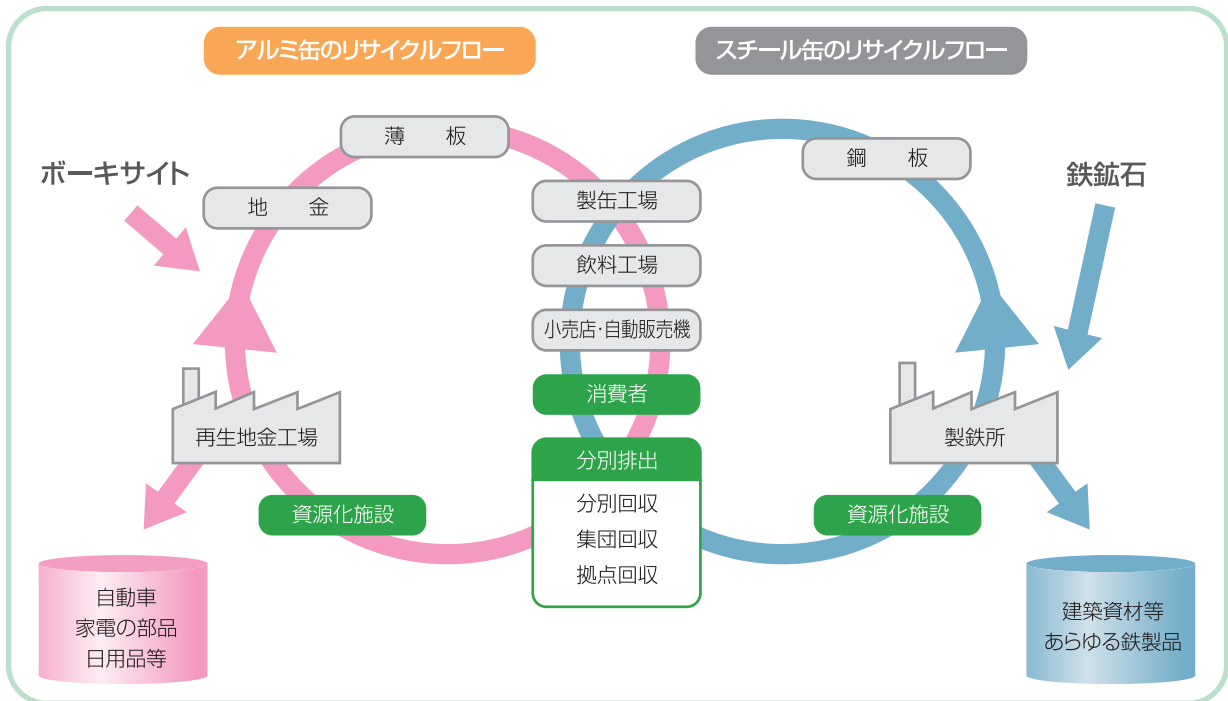 アルミ缶のリサイクルフロー
スチール缶のリサイクルフロー
ボーキサイト
薄　板
地　金
製缶工場
飲料工場
小売店・自動販売機
消費者
分別排出
分別回収
集団回収
拠点回収
鋼　板
鉄鉱石
再生地金工場
製鉄所
資源化施設
資源化施設
自動車
家電の部品
日用品等
建築資材等
あらゆる鉄製品